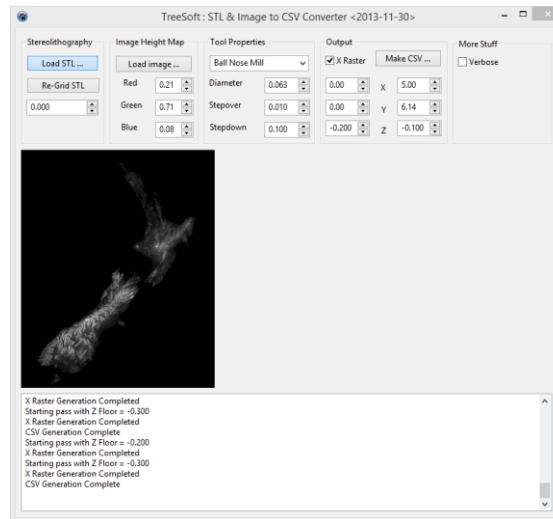 TreeSoft : STL & Image to CSV Converter <2013-11-30>
Stereolithography
Load STL ...
Re-Grid STL
0.000
Image Height Map
Load image ...
Red 0.21
Green 0.71
Blue 0.08
Tool Properties
Ball Nose Mill
Diameter 0.063
Stepover 0.010
Stepdown 0.100
Output
X Raster Make CSV ...
0.00 X 5.00
0.00 Y 6.14
-0.200 Z -0.100
More Stuff
Verbose
X Raster Generation Completed
Starting pass with Z Floor = -0.300
X Raster Generation Completed
CSV Generation Complete
Starting pass with Z Floor = -0.200
X Raster Generation Completed
Starting pass with Z Floor = -0.300
X Raster Generation Completed
CSV Generation Complete